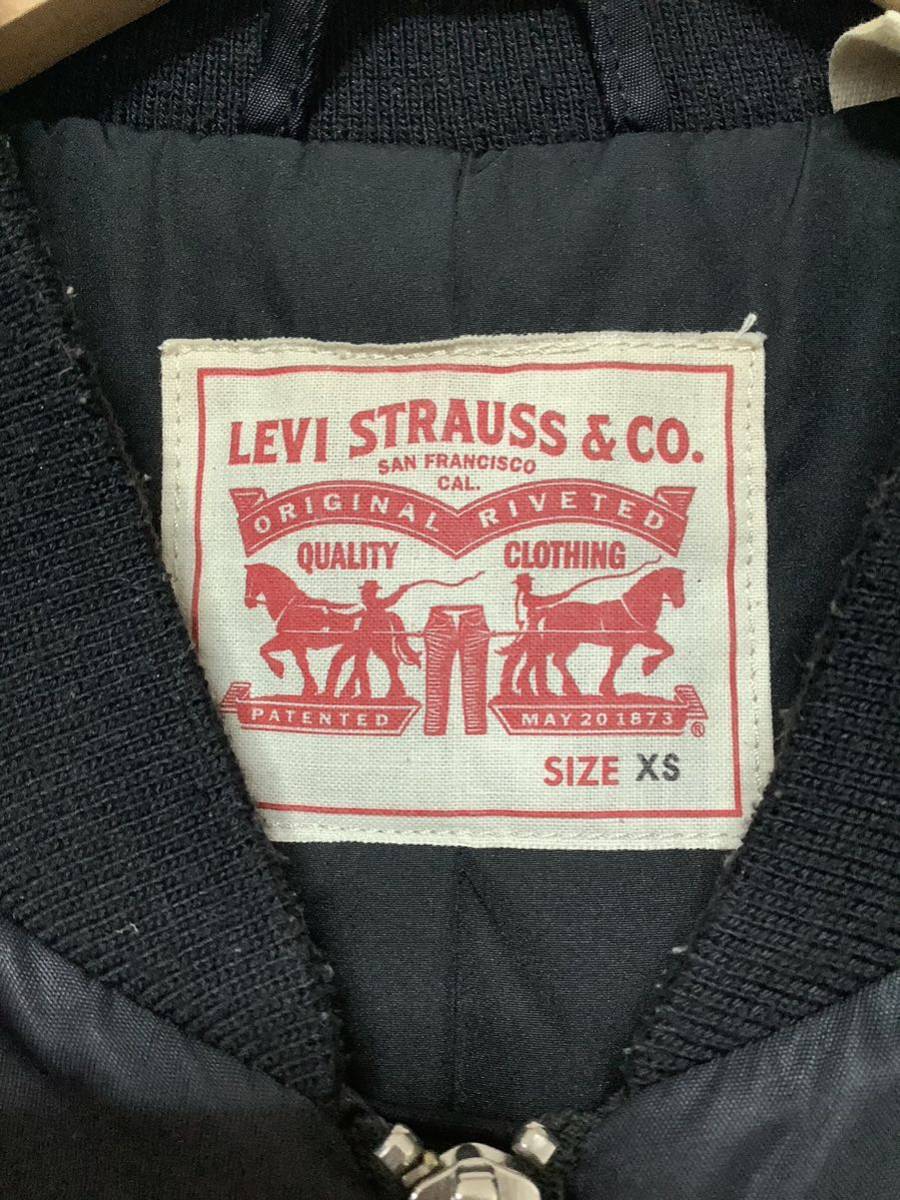 LEVI STRAUSS & CO.
SAN FRANCISCO
CAL.
ORIGINAL RIVETED
QUALITY CLOTHING
PATENTED MAY 20 1873 ®
SIZE XS